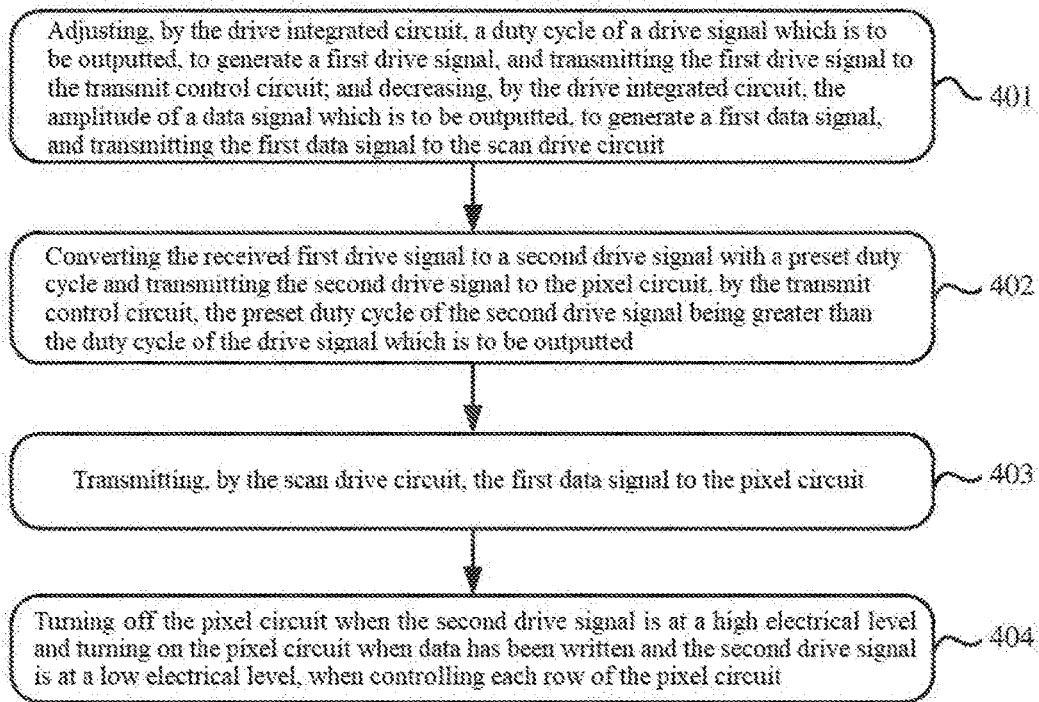 Adjusting, by the drive integrated circuit, a duty cycle of a drive signal which is to
be outputted, to generate a first drive signal, and transmitting the first drive signal to
the transmit control circuit; and decreasing, by the drive integrated circuit, the
amplitude of a data signal which is to be outputted, to generate a first data signal,
and transmitting the first data signal to the scan drive circuit
401
Converting the received first drive signal to a second drive signal with a preset duty
cycle and transmitting the second drive signal to the pixel circuit, by the transmit
control circuit, the preset duty cycle of the second drive signal being greater than
the duty cycle of the drive signal which is to be outputted
402
Transmitting, by the scan drive circuit, the first data signal to the pixel circuit
403
Turning off the pixel circuit when the second drive signal is at a high electrical level
and turning on the pixel circuit when data has been written and the second drive signal
is at a low electrical level, when controlling each row of the pixel circuit
404